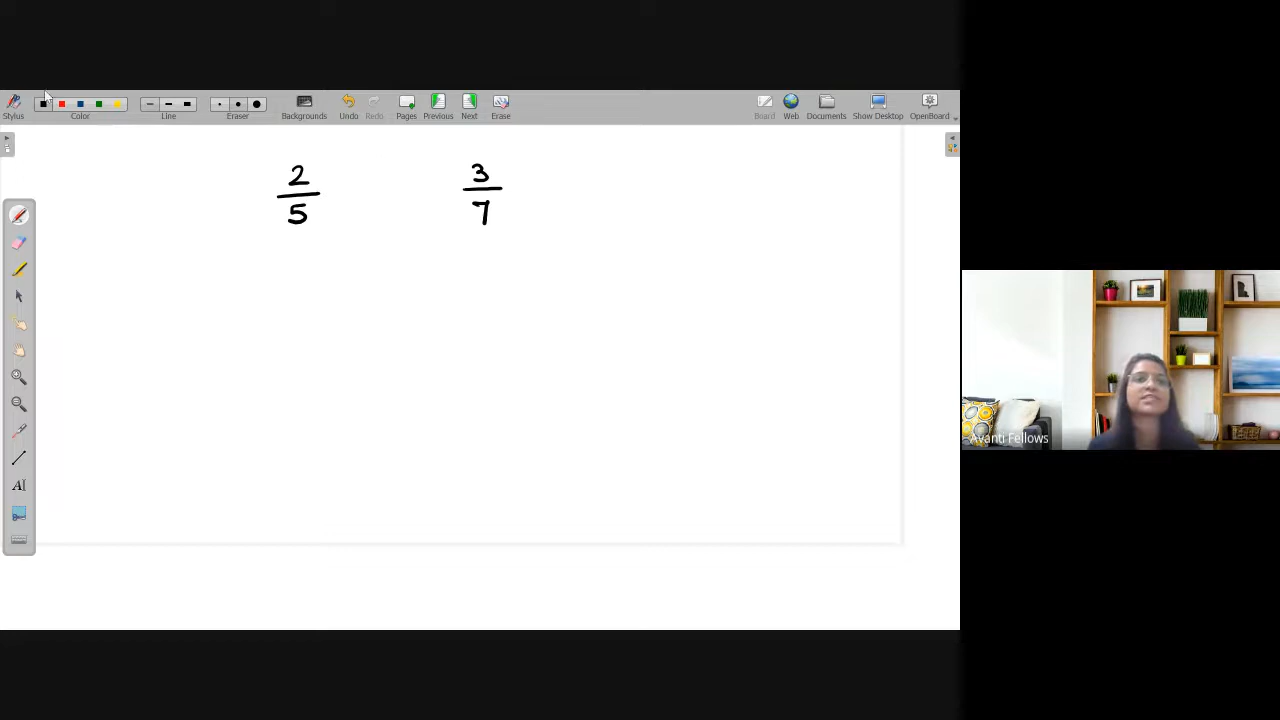 Stylus Color Line Eraser Backgrounds Undo Redo Pages Previous Next Erase Board Web Documents Show Desktop OpenBoard
2 3
5 7
A
Avanti Fellows